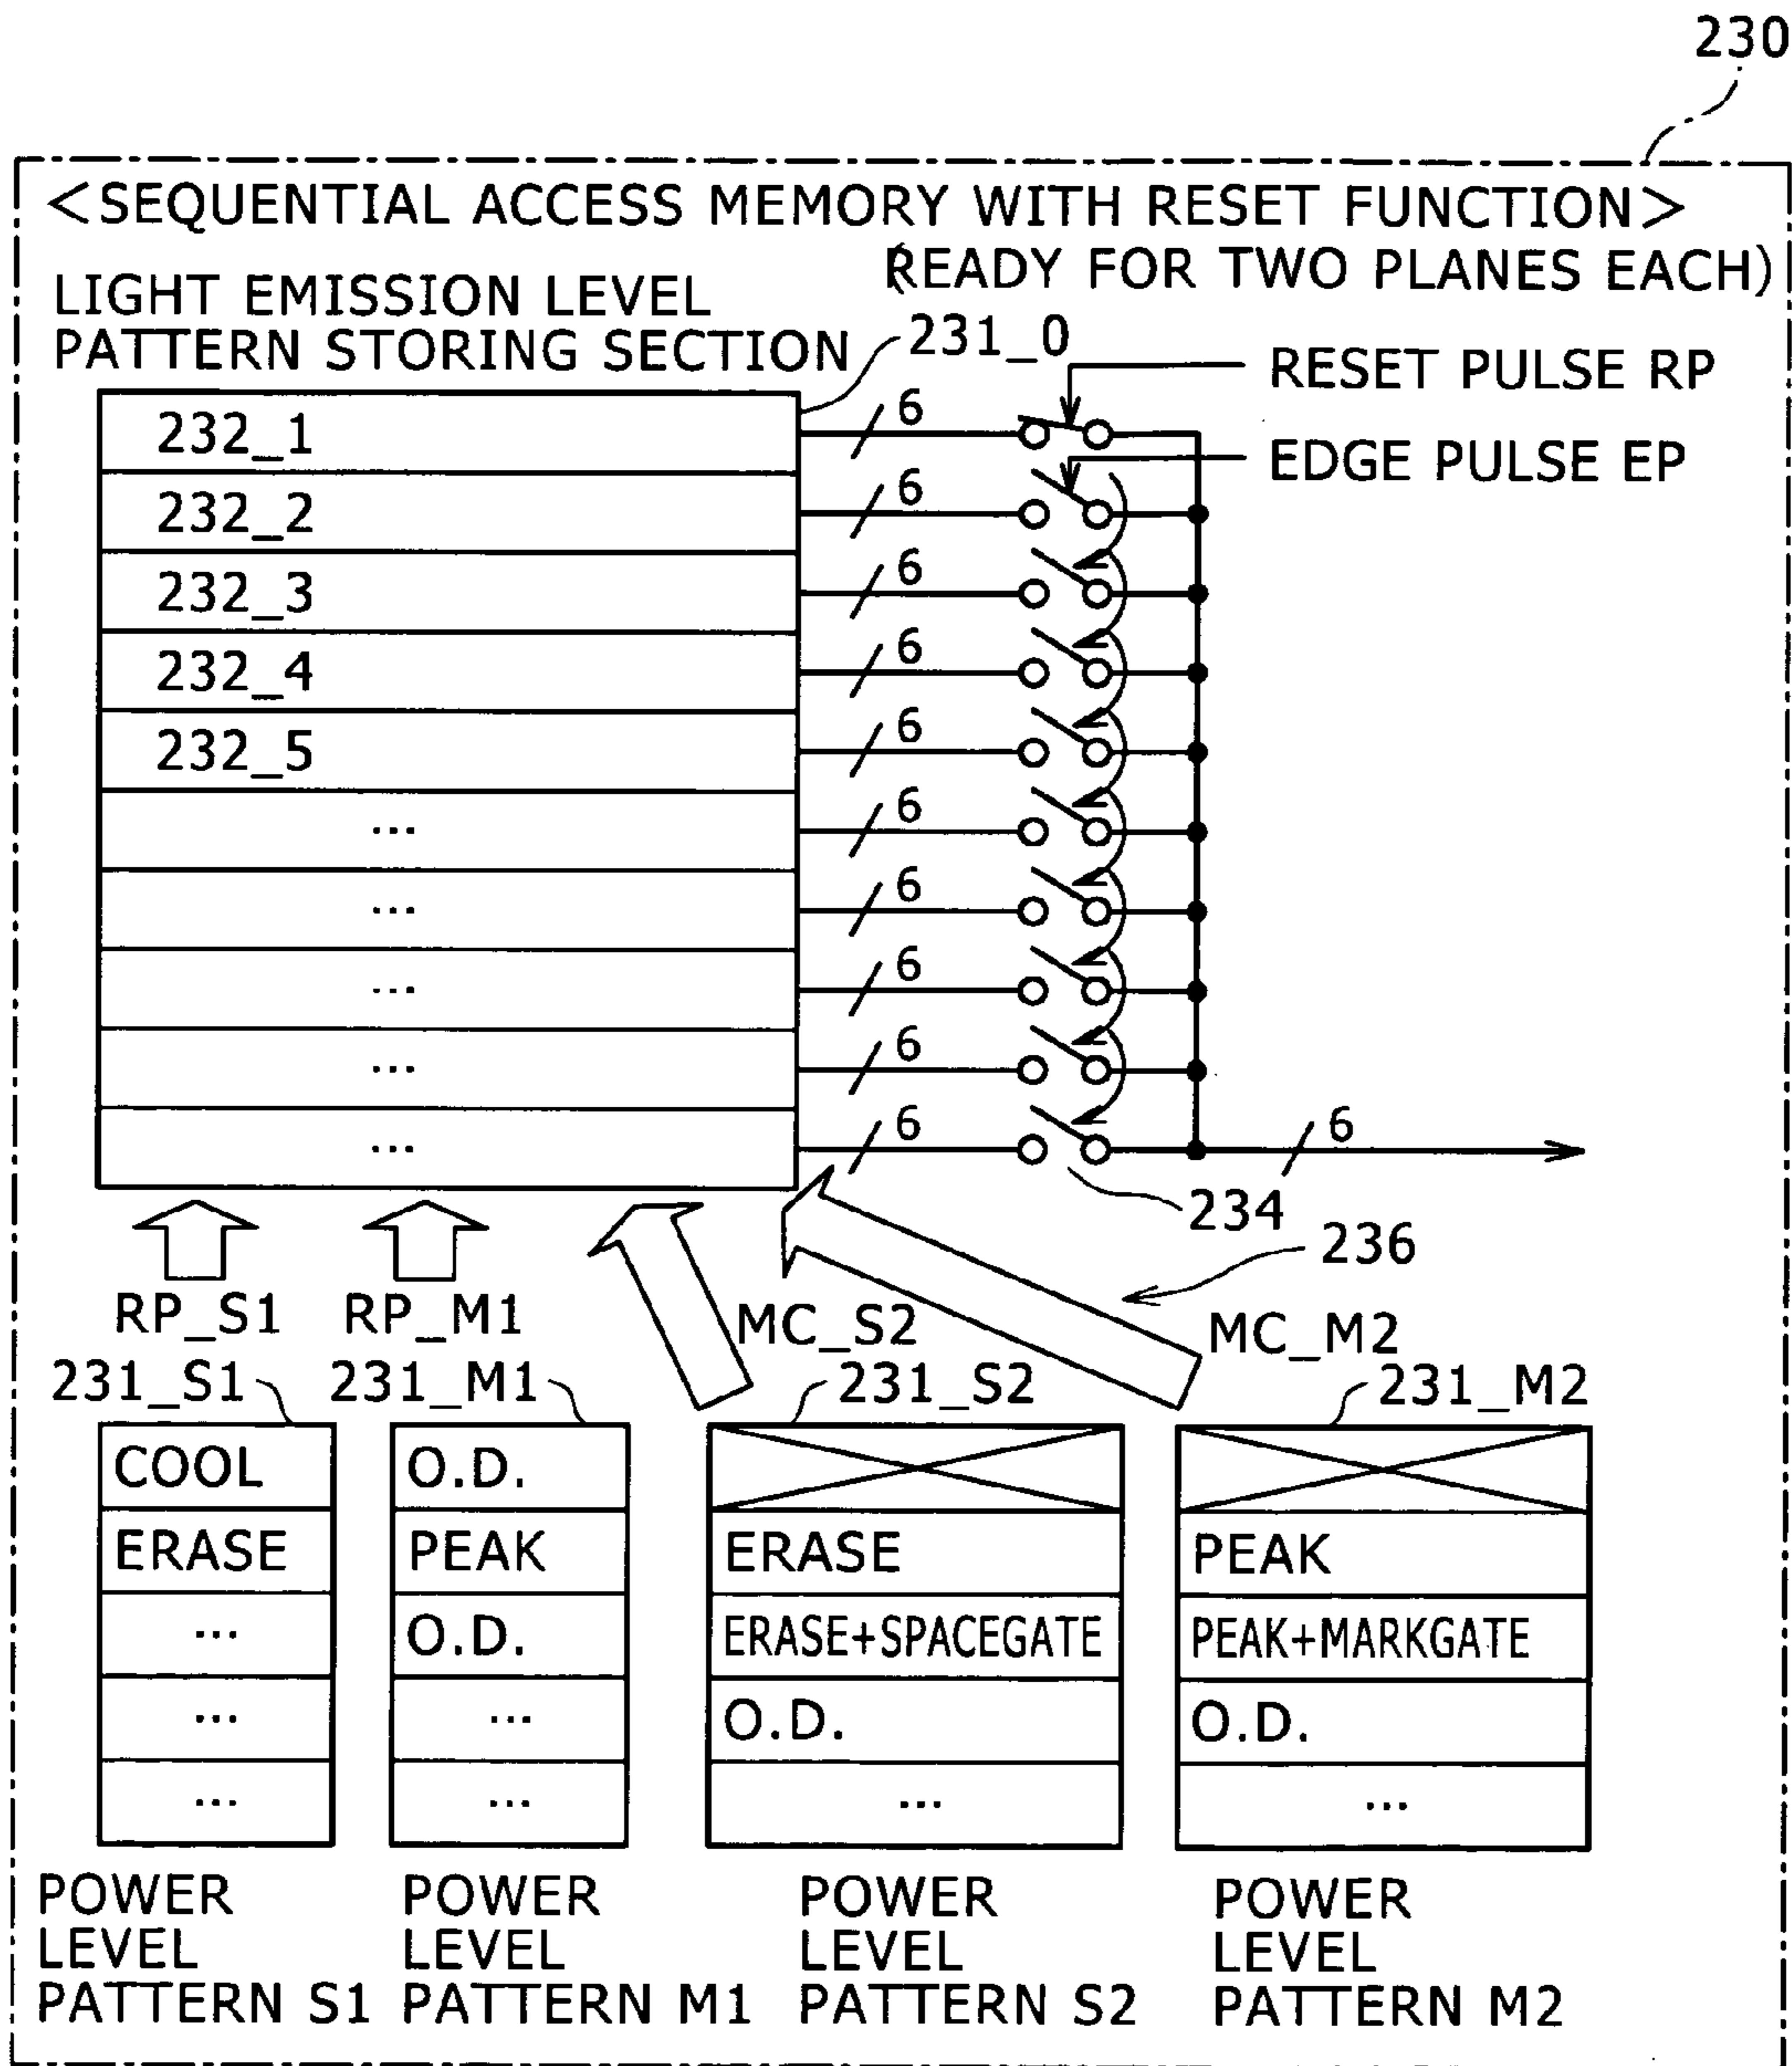 230
<SEQUENTIAL ACCESS MEMORY WITH RESET FUNCTION>
(READY FOR TWO PLANES EACH)
LIGHT EMISSION LEVEL
PATTERN STORING SECTION
231_0
RESET PULSE RP
EDGE PULSE EP
232_1
6
232_2
6
232_3
6
232_4
6
232_5
6
...
6
...
6
...
6
...
6
...
6
6
234
236
RP_S1
RP_M1
MC_S2
MC_M2
231_S1
231_M1
231_S2
231_M2
COOL
ERASE
...
...
...
O.D.
PEAK
O.D.
...
...
ERASE
ERASE+SPACEGATE
O.D.
...
PEAK
PEAK+MARKGATE
O.D.
...
POWER
LEVEL
PATTERN S1
POWER
LEVEL
PATTERN M1
POWER
LEVEL
PATTERN S2
POWER
LEVEL
PATTERN M2